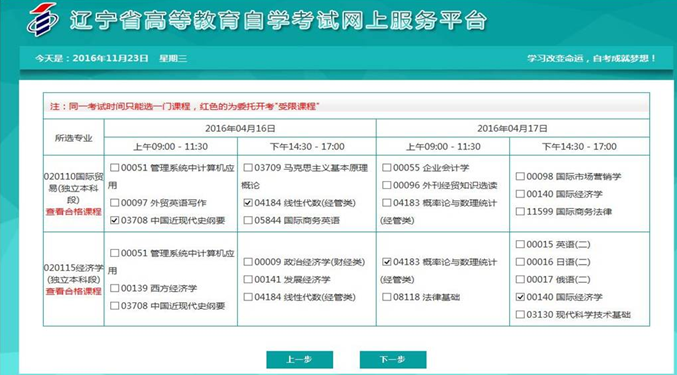 辽宁省高等教育自学考试网上服务平台
今天是：2016年11月23日 星期三
学习改变命运，自考成就梦想！
注：同一考试时间只能选一门课程，红色的为委托开考"受限课程"
所选专业
2016年04月16日
2016年04月17日
上午09:00 - 11:30
下午14:30 - 17:00
上午09:00 - 11:30
下午14:30 - 17:00
020110国际贸
易(独立本科
段)
查看合格课程
00051 管理系统中计算机应
用
00097 外贸英语写作
03708 中国近现代史纲要
03709 马克思主义基本原理
概论
04184 线性代数(经管类)
05844 国际商务英语
00055 企业会计学
00096 外刊经贸知识选读
04183 概率论与数理统计
(经管类)
00098 国际市场营销学
00140 国际经济学
11599 国际商务法律
020115经济学
(独立本科段)
查看合格课程
00051 管理系统中计算机应
用
00139 西方经济学
03708 中国近现代史纲要
00009 政治经济学(财经类)
00141 发展经济学
04184 线性代数(经管类)
04183 概率论与数理统计
(经管类)
08118 法律基础
00015 英语(二)
00016 日语(二)
00017 俄语(二)
00140 国际经济学
03130 现代科学技术基础
上一步
下一步